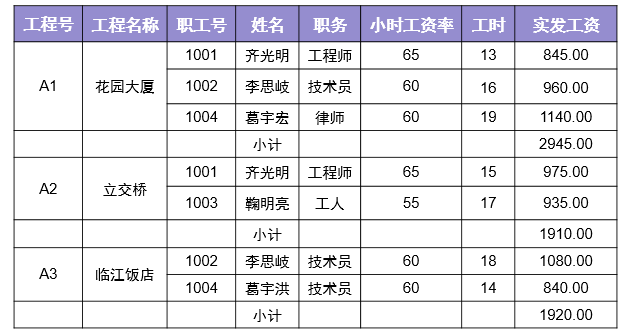 工程号 工程名称 职工号 姓名 职务 小时工资率 工时 实发工资
A1 花园大厦 1001 齐光明 工程师 65 13 845.00
1002 李思岐 技术员 60 16 960.00
1004 葛宇宏 律师 60 19 1140.00
小计 2945.00
A2 立交桥 1001 齐光明 工程师 65 15 975.00
1003 鞠明亮 工人 55 17 935.00
小计 1910.00
A3 临江饭店 1002 李思岐 技术员 60 18 1080.00
1004 葛宇洪 技术员 60 14 840.00
小计 1920.00